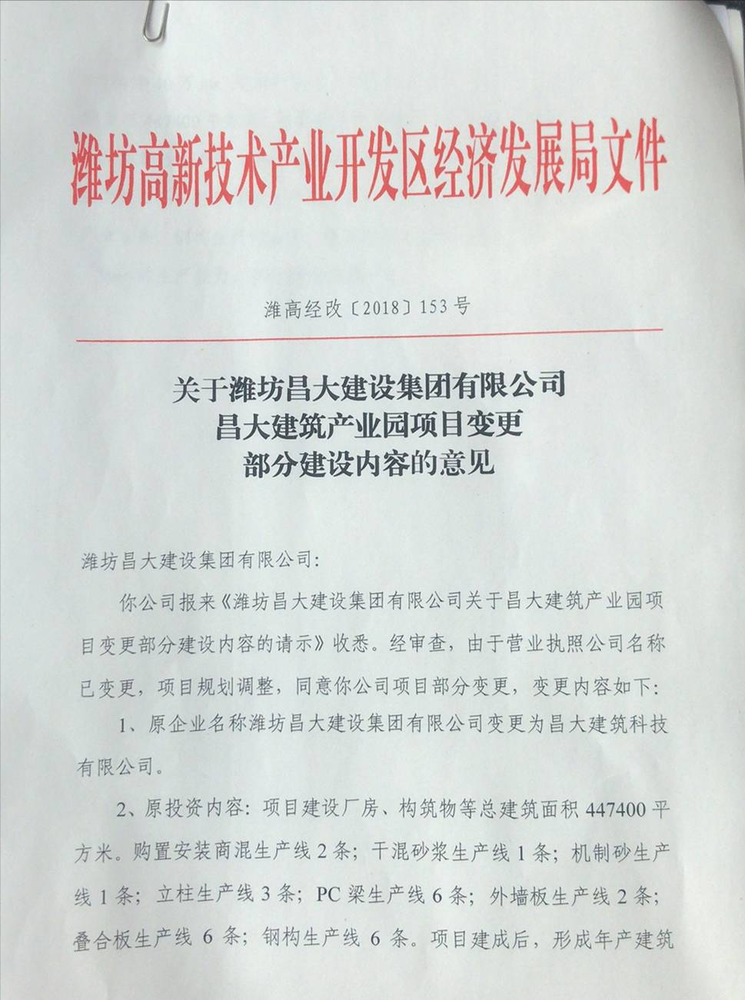 潍坊高新技术产业开发区经济发展局文件
潍高经改〔2018〕153号
关于潍坊昌大建设集团有限公司
昌大建筑产业园项目变更
部分建设内容的意见
潍坊昌大建设集团有限公司：
你公司报来《潍坊昌大建设集团有限公司关于昌大建筑产业园项
目变更部分建设内容的请示》收悉。经审查，由于营业执照公司名称
已变更，项目规划调整，同意你公司项目部分变更，变更内容如下：
1、原企业名称潍坊昌大建设集团有限公司变更为昌大建筑科技
有限公司。
2、原投资内容：项目建设厂房、构筑物等总建筑面积 447400 平
方米。购置安装商混生产线 2 条；干混砂浆生产线 1 条；机制砂生产
线 1 条；立柱生产线 3 条；PC 梁生产线 6 条；外墙板生产线 2 条；
叠合板生产线 6 条；钢构生产线 6 条。项目建成后，形成年产建筑